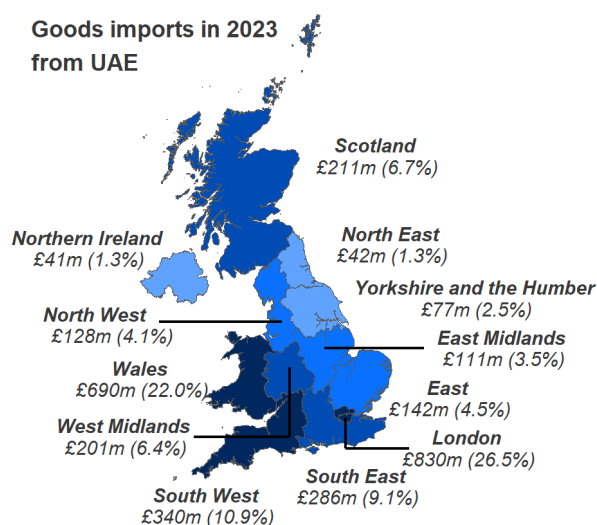 Goods imports in 2023
from UAE
Scotland
£211m (6.7%)
Northern Ireland
£41m (1.3%)
North East
£42m (1.3%)
Yorkshire and the Humber
£77m (2.5%)
North West
£128m (4.1%)
East Midlands
£111m (3.5%)
Wales
£690m (22.0%)
East
£142m (4.5%)
West Midlands
£201m (6.4%)
London
£830m (26.5%)
South East
£286m (9.1%)
South West
£340m (10.9%)